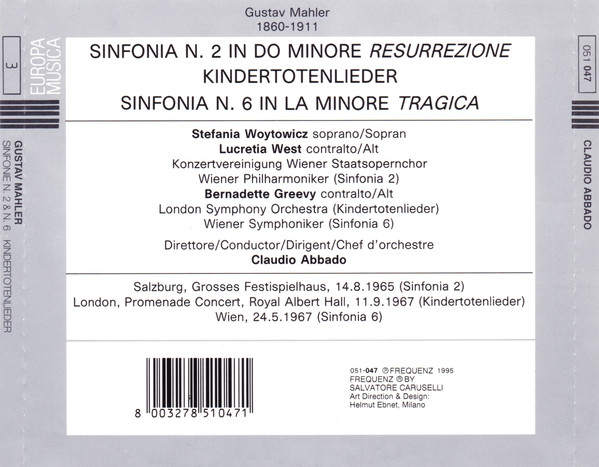 Gustav Mahler
1860-1911
SINFONIA N. 2 IN DO MINORE RESURREZIONE
KINDERTOTENLIEDER
SINFONIA N. 6 IN LA MINORE TRAGICA
Stefania Woytowicz soprano/Sopran
Lucretia West contralto/Alt
Konzertvereinigung Wiener Staatsopernchor
Wiener Philharmoniker (Sinfonia 2)
Bernadette Greevy contralto/Alt
London Symphony Orchestra (Kindertotenlieder)
Wiener Symphoniker (Sinfonia 6)
Direttore/Conductor/Dirigent/Chef d'orchestre
Claudio Abbado
Salzburg, Grosses Festispielhaus, 14.8.1965 (Sinfonia 2)
London, Promenade Concert, Royal Albert Hall, 11.9.1967 (Kindertotenlieder)
Wien, 24.5.1967 (Sinfonia 6)
8 003278 510471
051-047 ℗ FREQUENZ 1995
FREQUENZ ® BY
SALVATORE CARUSELLI
Art Direction & Design:
Helmut Ebnet, Milano
3
EUROPA
MUSICA
GUSTAV MAHLER
SINFONIE N. 2 & N. 6 KINDERTOTENLIEDER
051 047
CLAUDIO ABBADO